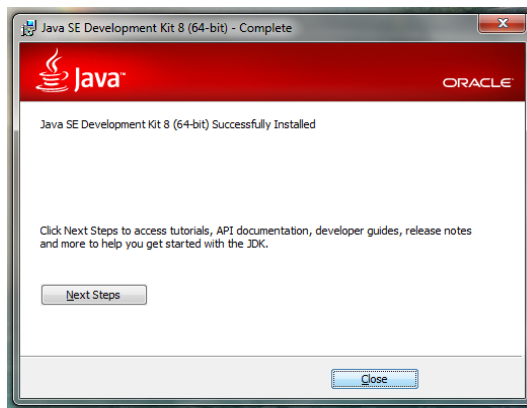 Java SE Development Kit 8 (64-bit) - Complete
Java™
ORACLE
Java SE Development Kit 8 (64-bit) Successfully Installed
Click Next Steps to access tutorials, API documentation, developer guides, release notes
and more to help you get started with the JDK.
Next Steps
Close